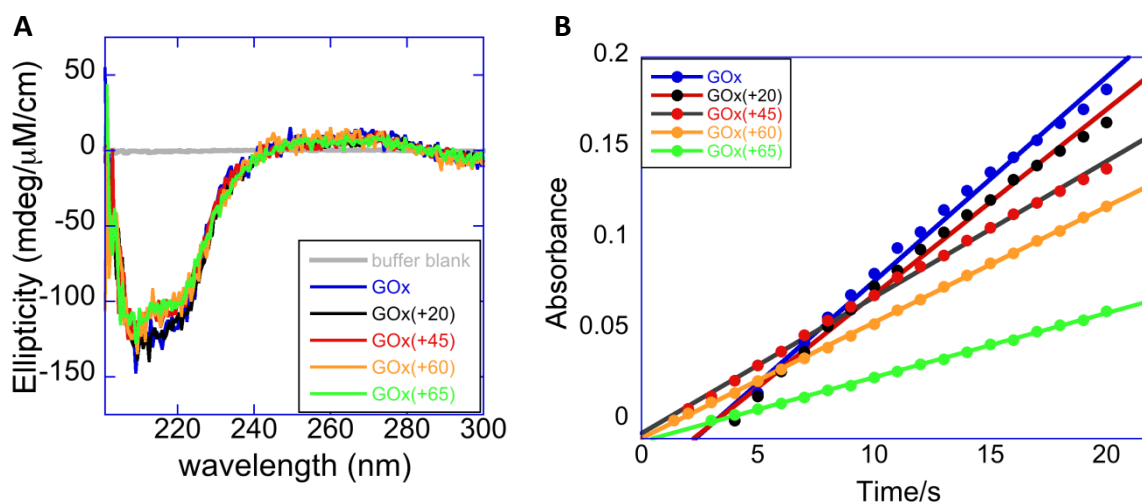 A
50
0
-50
-100
-150
Ellipticity (mdeg/µM/cm)
buffer blank
GOx
GOx(+20)
GOx(+45)
GOx(+60)
GOx(+65)
220
240
260
280
300
wavelength (nm)
B
0.2
0.15
0.1
0.05
0
Absorbance
GOx
GOx(+20)
GOx(+45)
GOx(+60)
GOx(+65)
0
5
10
15
20
Time/s